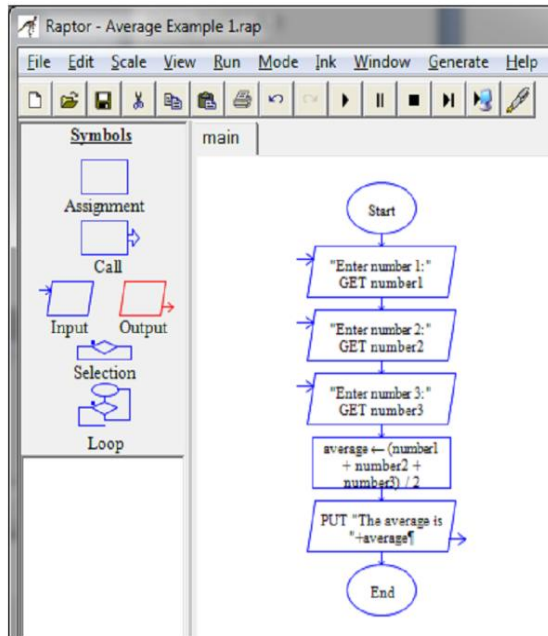 Raptor - Average Example 1.rap
File Edit Scale View Run Mode Ink Window Generate Help
Symbols
Assignment
Call
Input Output
Selection
Loop
main
Start
"Enter number 1:"
GET number1
"Enter number 2:"
GET number2
"Enter number 3:"
GET number3
average ← (number1
+ number2 +
number3) / 2
PUT "The average is
"+average¶
End